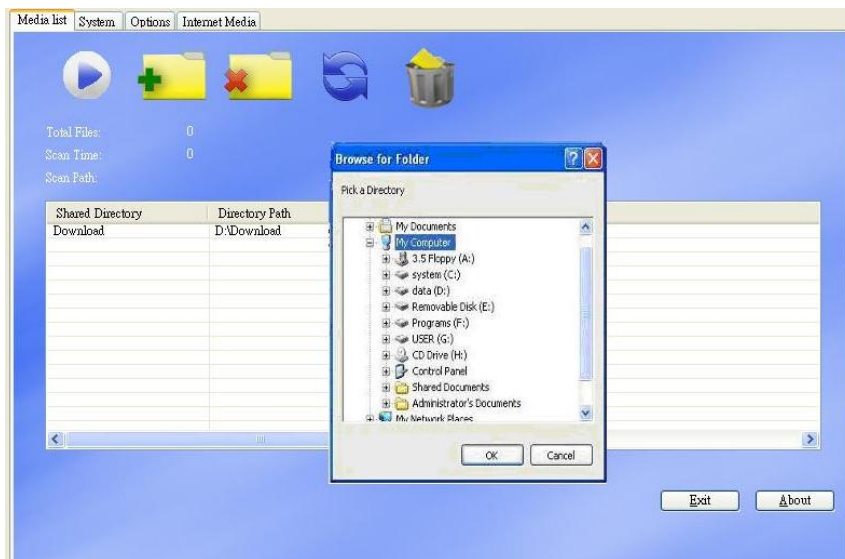 Media list System Options Internet Media
Total Files: 0
Scan Time: 0
Scan Path:
Shared Directory Directory Path
Download D:\Download
Browse for Folder
Pick a Directory
My Documents
My Computer
3.5 Floppy (A:)
system (C:)
data (D:)
Removable Disk (E:)
Programs (F:)
USER (G:)
CD Drive (H:)
Control Panel
Shared Documents
Administrator's Documents
My Network Places
OK Cancel
Exit About